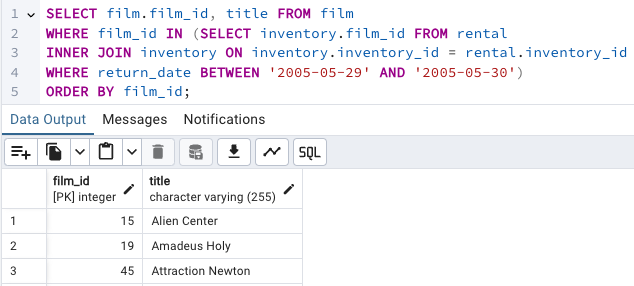 1 SELECT film.film_id, title FROM film
2 WHERE film_id IN (SELECT inventory.film_id FROM rental
3 INNER JOIN inventory ON inventory.inventory_id = rental.inventory_id
4 WHERE return_date BETWEEN '2005-05-29' AND '2005-05-30')
5 ORDER BY film_id;
Data Output Messages Notifications
SQL
film_id title
[PK] integer character varying (255)
1 15 Alien Center
2 19 Amadeus Holy
3 45 Attraction Newton